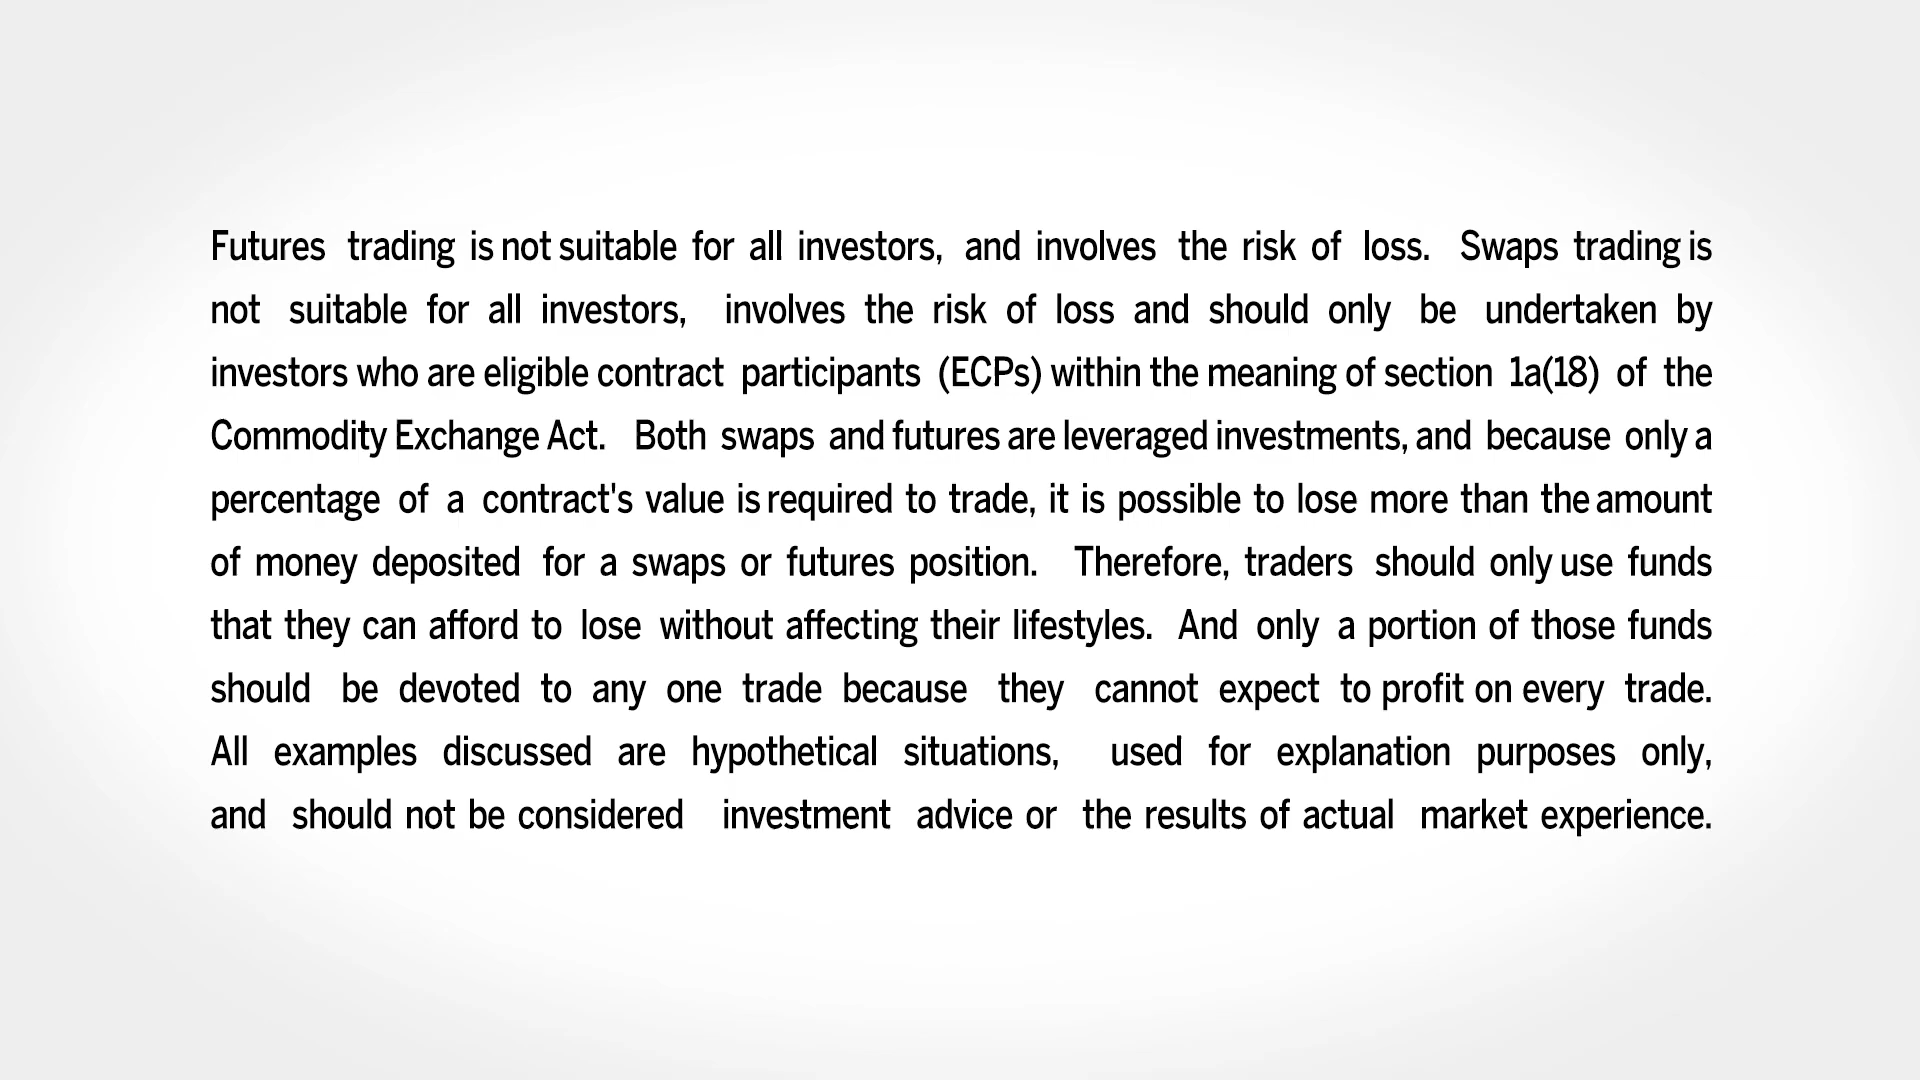 Futures trading is not suitable for all investors, and involves the risk of loss. Swaps trading is
not suitable for all investors, involves the risk of loss and should only be undertaken by
investors who are eligible contract participants (ECPs) within the meaning of section 1a(18) of the
Commodity Exchange Act. Both swaps and futures are leveraged investments, and because only a
percentage of a contract's value is required to trade, it is possible to lose more than the amount
of money deposited for a swaps or futures position. Therefore, traders should only use funds
that they can afford to lose without affecting their lifestyles. And only a portion of those funds
should be devoted to any one trade because they cannot expect to profit on every trade.
All examples discussed are hypothetical situations, used for explanation purposes only,
and should not be considered investment advice or the results of actual market experience.